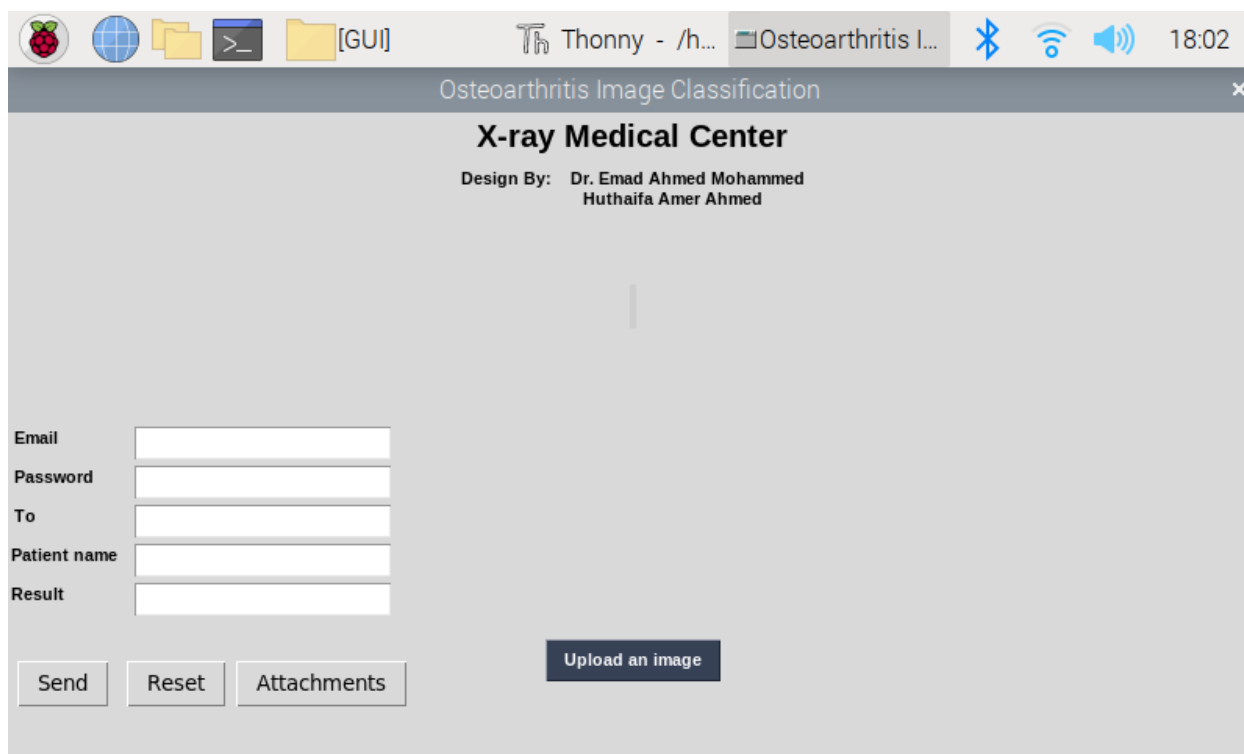 [GUI] Thonny - /h... Osteoarthritis I... 18:02
Osteoarthritis Image Classification ×
X-ray Medical Center
Design By: Dr. Emad Ahmed Mohammed
Huthaifa Amer Ahmed
Email
Password
To
Patient name
Result
Upload an image
Send Reset Attachments